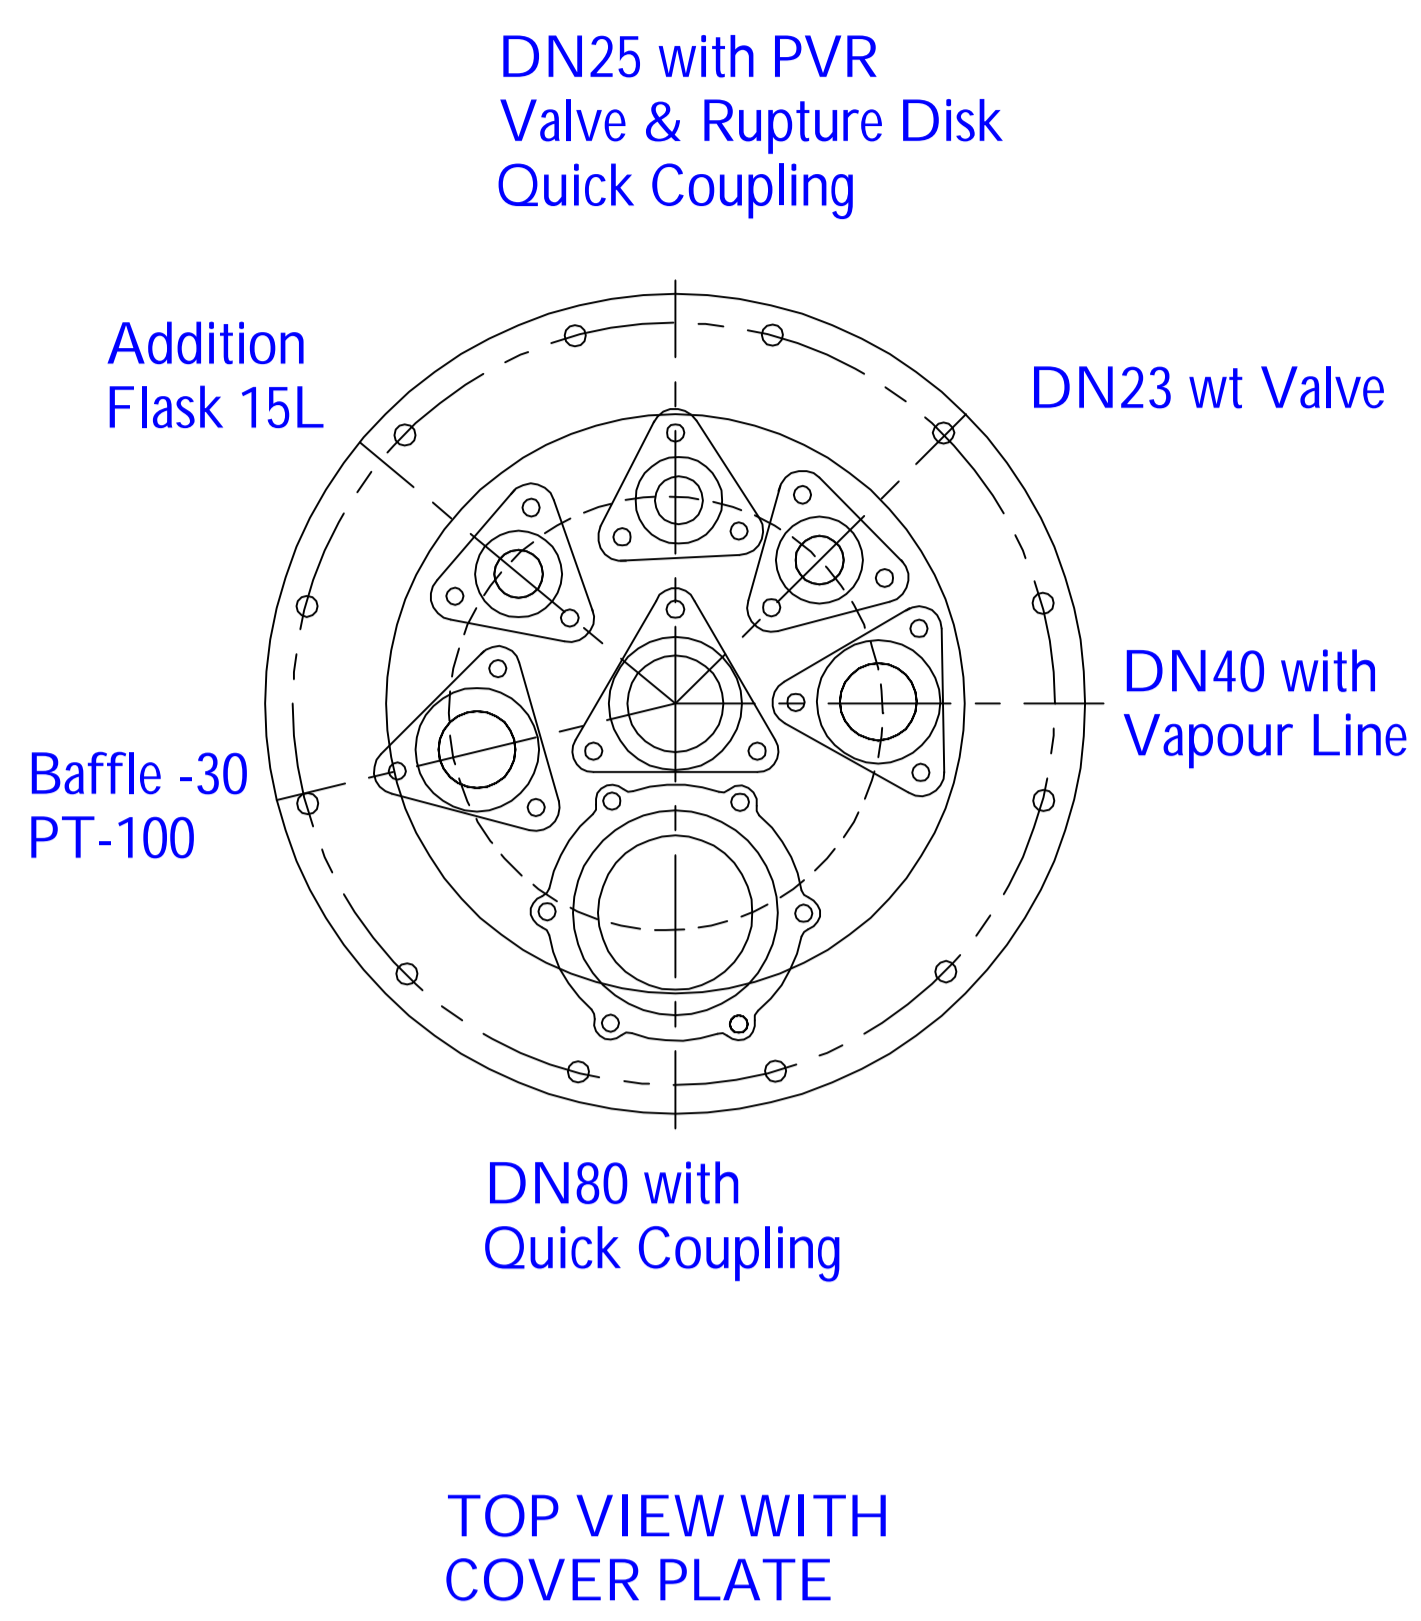 DN25 with PVR
Valve & Rupture Disk
Quick Coupling
Addition
Flask 15L
DN23 wt Valve
DN40 with
Vapour Line
Baffle -30
PT-100
DN80 with
Quick Coupling
TOP VIEW WITH
COVER PLATE